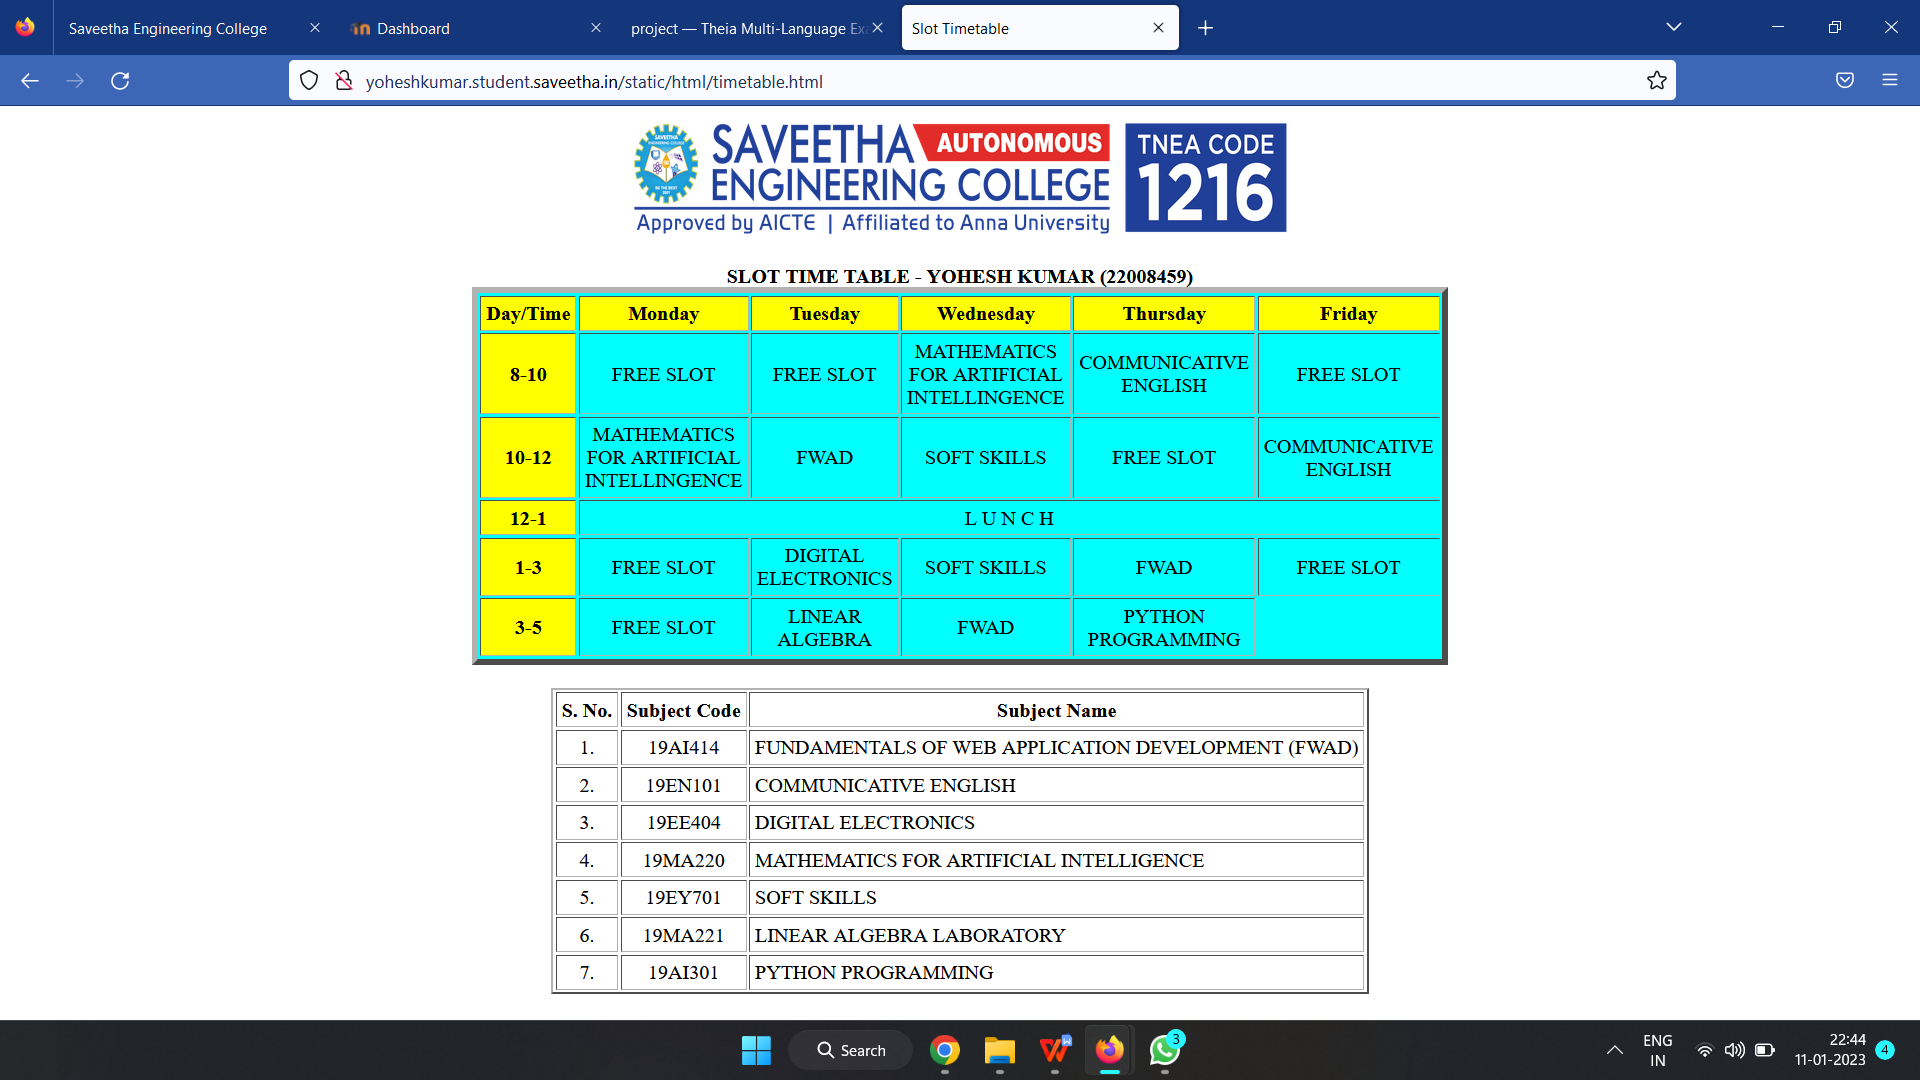 Saveetha Engineering College
Dashboard
project — Theia Multi-Language Ex
Slot Timetable
yoheshkumar.student.saveetha.in/static/html/timetable.html
SAVEETHA AUTONOMOUS
ENGINEERING COLLEGE
Approved by AICTE | Affiliated to Anna University
TNEA CODE
1216
SLOT TIME TABLE - YOHESH KUMAR (22008459)
Day/Time Monday Tuesday Wednesday Thursday Friday
8-10 FREE SLOT FREE SLOT MATHEMATICS FOR ARTIFICIAL INTELLINGENCE COMMUNICATIVE ENGLISH FREE SLOT
10-12 MATHEMATICS FOR ARTIFICIAL INTELLINGENCE FWAD SOFT SKILLS FREE SLOT COMMUNICATIVE ENGLISH
12-1 L U N C H
1-3 FREE SLOT DIGITAL ELECTRONICS SOFT SKILLS FWAD FREE SLOT
3-5 FREE SLOT LINEAR ALGEBRA FWAD PYTHON PROGRAMMING
S. No. Subject Code Subject Name
1. 19AI414 FUNDAMENTALS OF WEB APPLICATION DEVELOPMENT (FWAD)
2. 19EN101 COMMUNICATIVE ENGLISH
3. 19EE404 DIGITAL ELECTRONICS
4. 19MA220 MATHEMATICS FOR ARTIFICIAL INTELLIGENCE
5. 19EY701 SOFT SKILLS
6. 19MA221 LINEAR ALGEBRA LABORATORY
7. 19AI301 PYTHON PROGRAMMING
Search
3
ENG
IN
22:44
11-01-2023
4